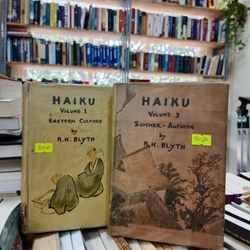 HAIKU
VOLUME 1
EASTERN CULTURE
by
R.H. BLYTH
HAIKU
VOLUME 3
SUMMER-AUTUMN
by
R.H. BLYTH